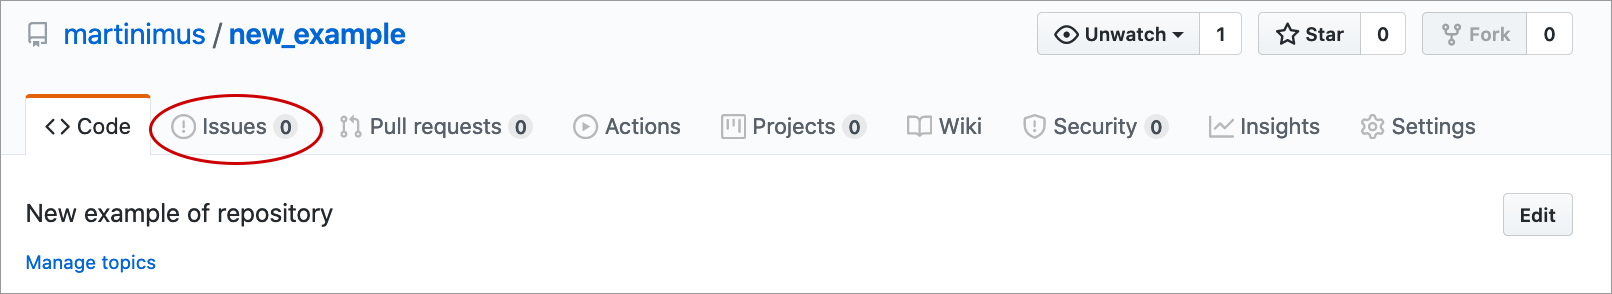 martinimus / new_example Unwatch 1 Star 0 Fork 0
Code Issues 0 Pull requests 0 Actions Projects 0 Wiki Security 0 Insights Settings
New example of repository Edit
Manage topics